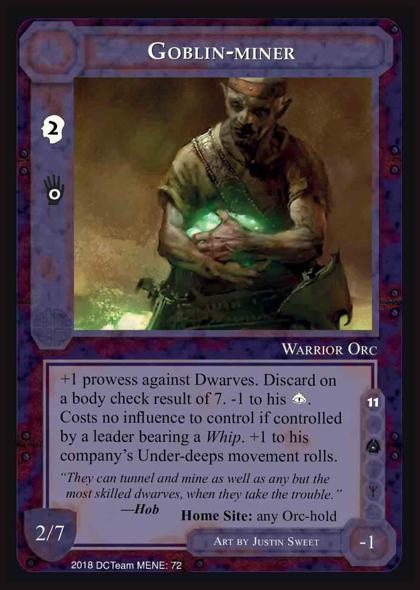 GOBLIN-MINER
2
WARRIOR ORC
+1 prowess against Dwarves. Discard on
a body check result of 7. -1 to his .
Costs no influence to control if controlled
by a leader bearing a Whip. +1 to his
company’s Under-deeps movement rolls.
“They can tunnel and mine as well as any but the
most skilled dwarves, when they take the trouble.”
—Hob
Home Site: any Orc-hold
11
2/7
ART BY JUSTIN SWEET
-1
2018 DCTeam MENE: 72